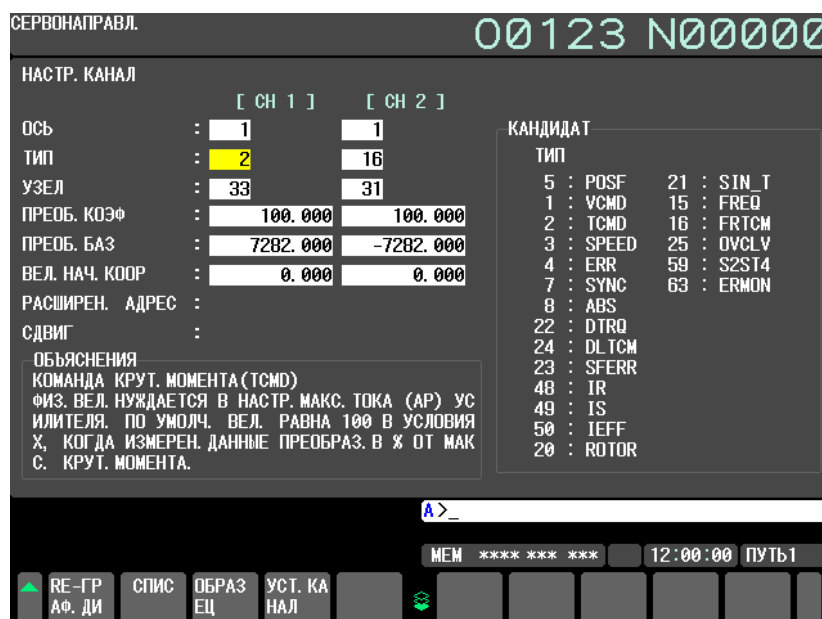 СЕРВОНАПРАВЛ.
O0123 N00000
НАСТР. КАНАЛ
[ CH 1 ] [ CH 2 ]
ОСЬ : 1 1
ТИП : 2 16
УЗЕЛ : 33 31
ПРЕОБ. КОЭФ : 100.000 100.000
ПРЕОБ. БАЗ : 7282.000 -7282.000
ВЕЛ. НАЧ. КООР : 0.000 0.000
РАСШИРЕН. АДРЕС :
СДВИГ :
ОБЬЯСНЕНИЯ
КОМАНДА КРУТ. МОМЕНТА(TCMD)
ФИЗ. ВЕЛ. НУЖДАЕТСЯ В НАСТР. МАКС. ТОКА (AP) УС
ИЛИТЕЛЯ. ПО УМОЛЧ. ВЕЛ. РАВНА 100 В УСЛОВИЯ
Х, КОГДА ИЗМЕРЕН. ДАННЫЕ ПРЕОБРАЗ. В % ОТ МАК
С. КРУТ. МОМЕНТА.
КАНДИДАТ
ТИП
5 : POSF 21 : SIN_T
1 : VCMD 15 : FREQ
2 : TCMD 16 : FRTCM
3 : SPEED 25 : OVCLV
4 : ERR 59 : S2ST4
7 : SYNC 63 : ERMON
8 : ABS
22 : DTRQ
24 : DLTCM
23 : SFERR
48 : IR
49 : IS
50 : IEFF
20 : ROTOR
A >_
MEM **** *** *** 12:00:00 ПУТЬ1
RE-ГР
АФ. ДИ
СПИС
ОБРАЗ
ЕЦ
УСТ. КА
НАЛ